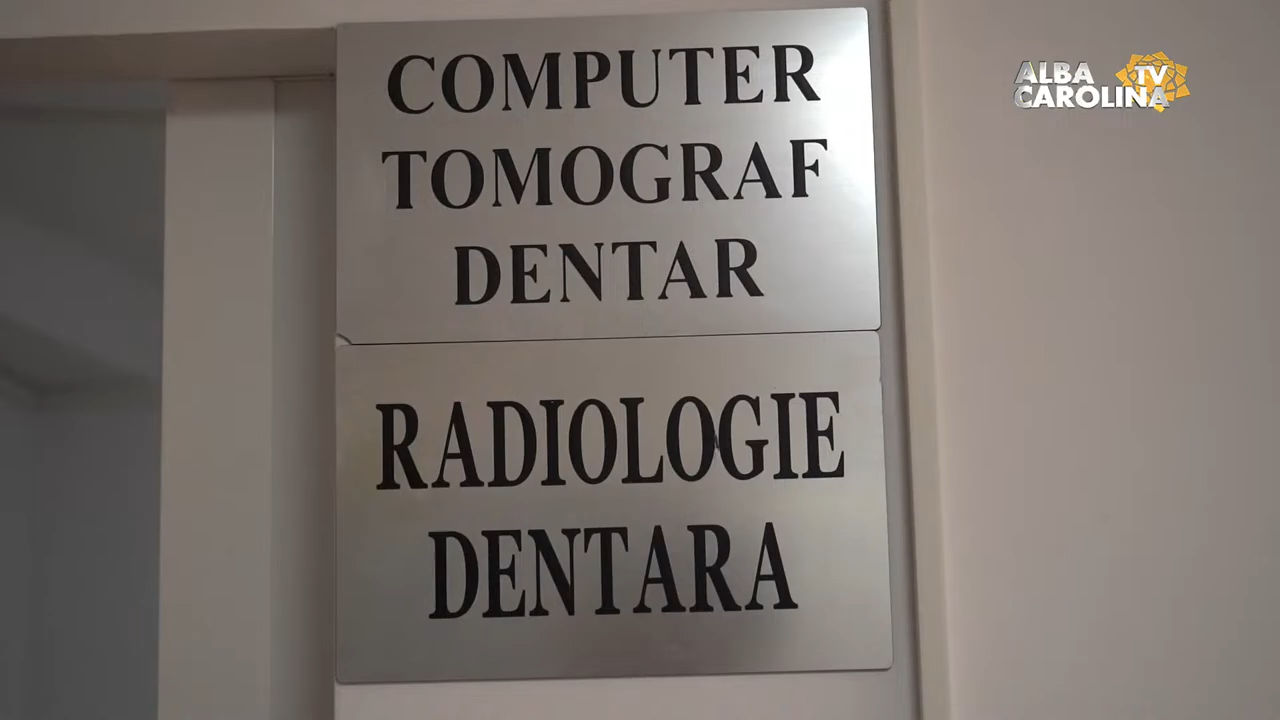 COMPUTER
TOMOGRAF
DENTAR
RADIOLOGIE
DENTARA
ALBA
CAROLINA
TV